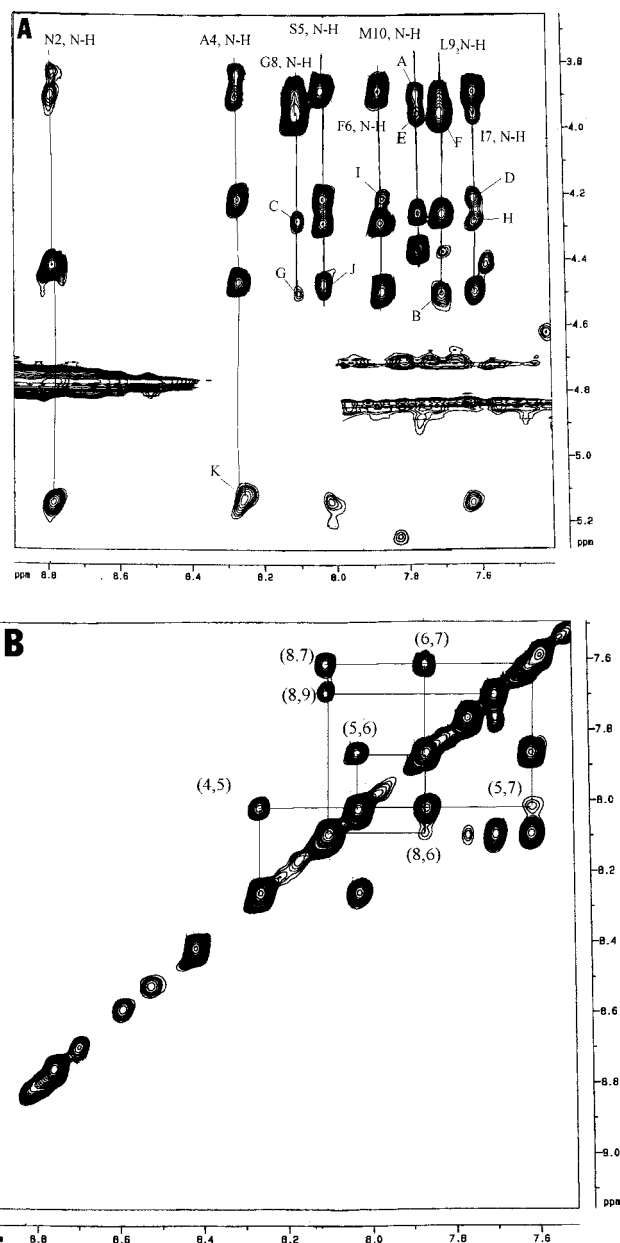 A
N2, N-H
A4, N-H
S5, N-H
G8, N-H
M10, N-H
L9,N-H
F6, N-H
I7, N-H
A
E
F
I
D
C
H
G
J
B
K
3.8
4.0
4.2
4.4
4.6
4.8
5.0
5.2
ppm
ppm 8.8 8.6 8.4 8.2 8.0 7.8 7.6
B
(8.7)
(6,7)
(8,9)
(5,6)
(4,5)
(5,7)
(8,6)
7.6
7.8
8.0
8.2
8.4
8.6
8.8
9.0
ppm
8.8 8.6 8.4 8.2 8.0 7.8 7.6